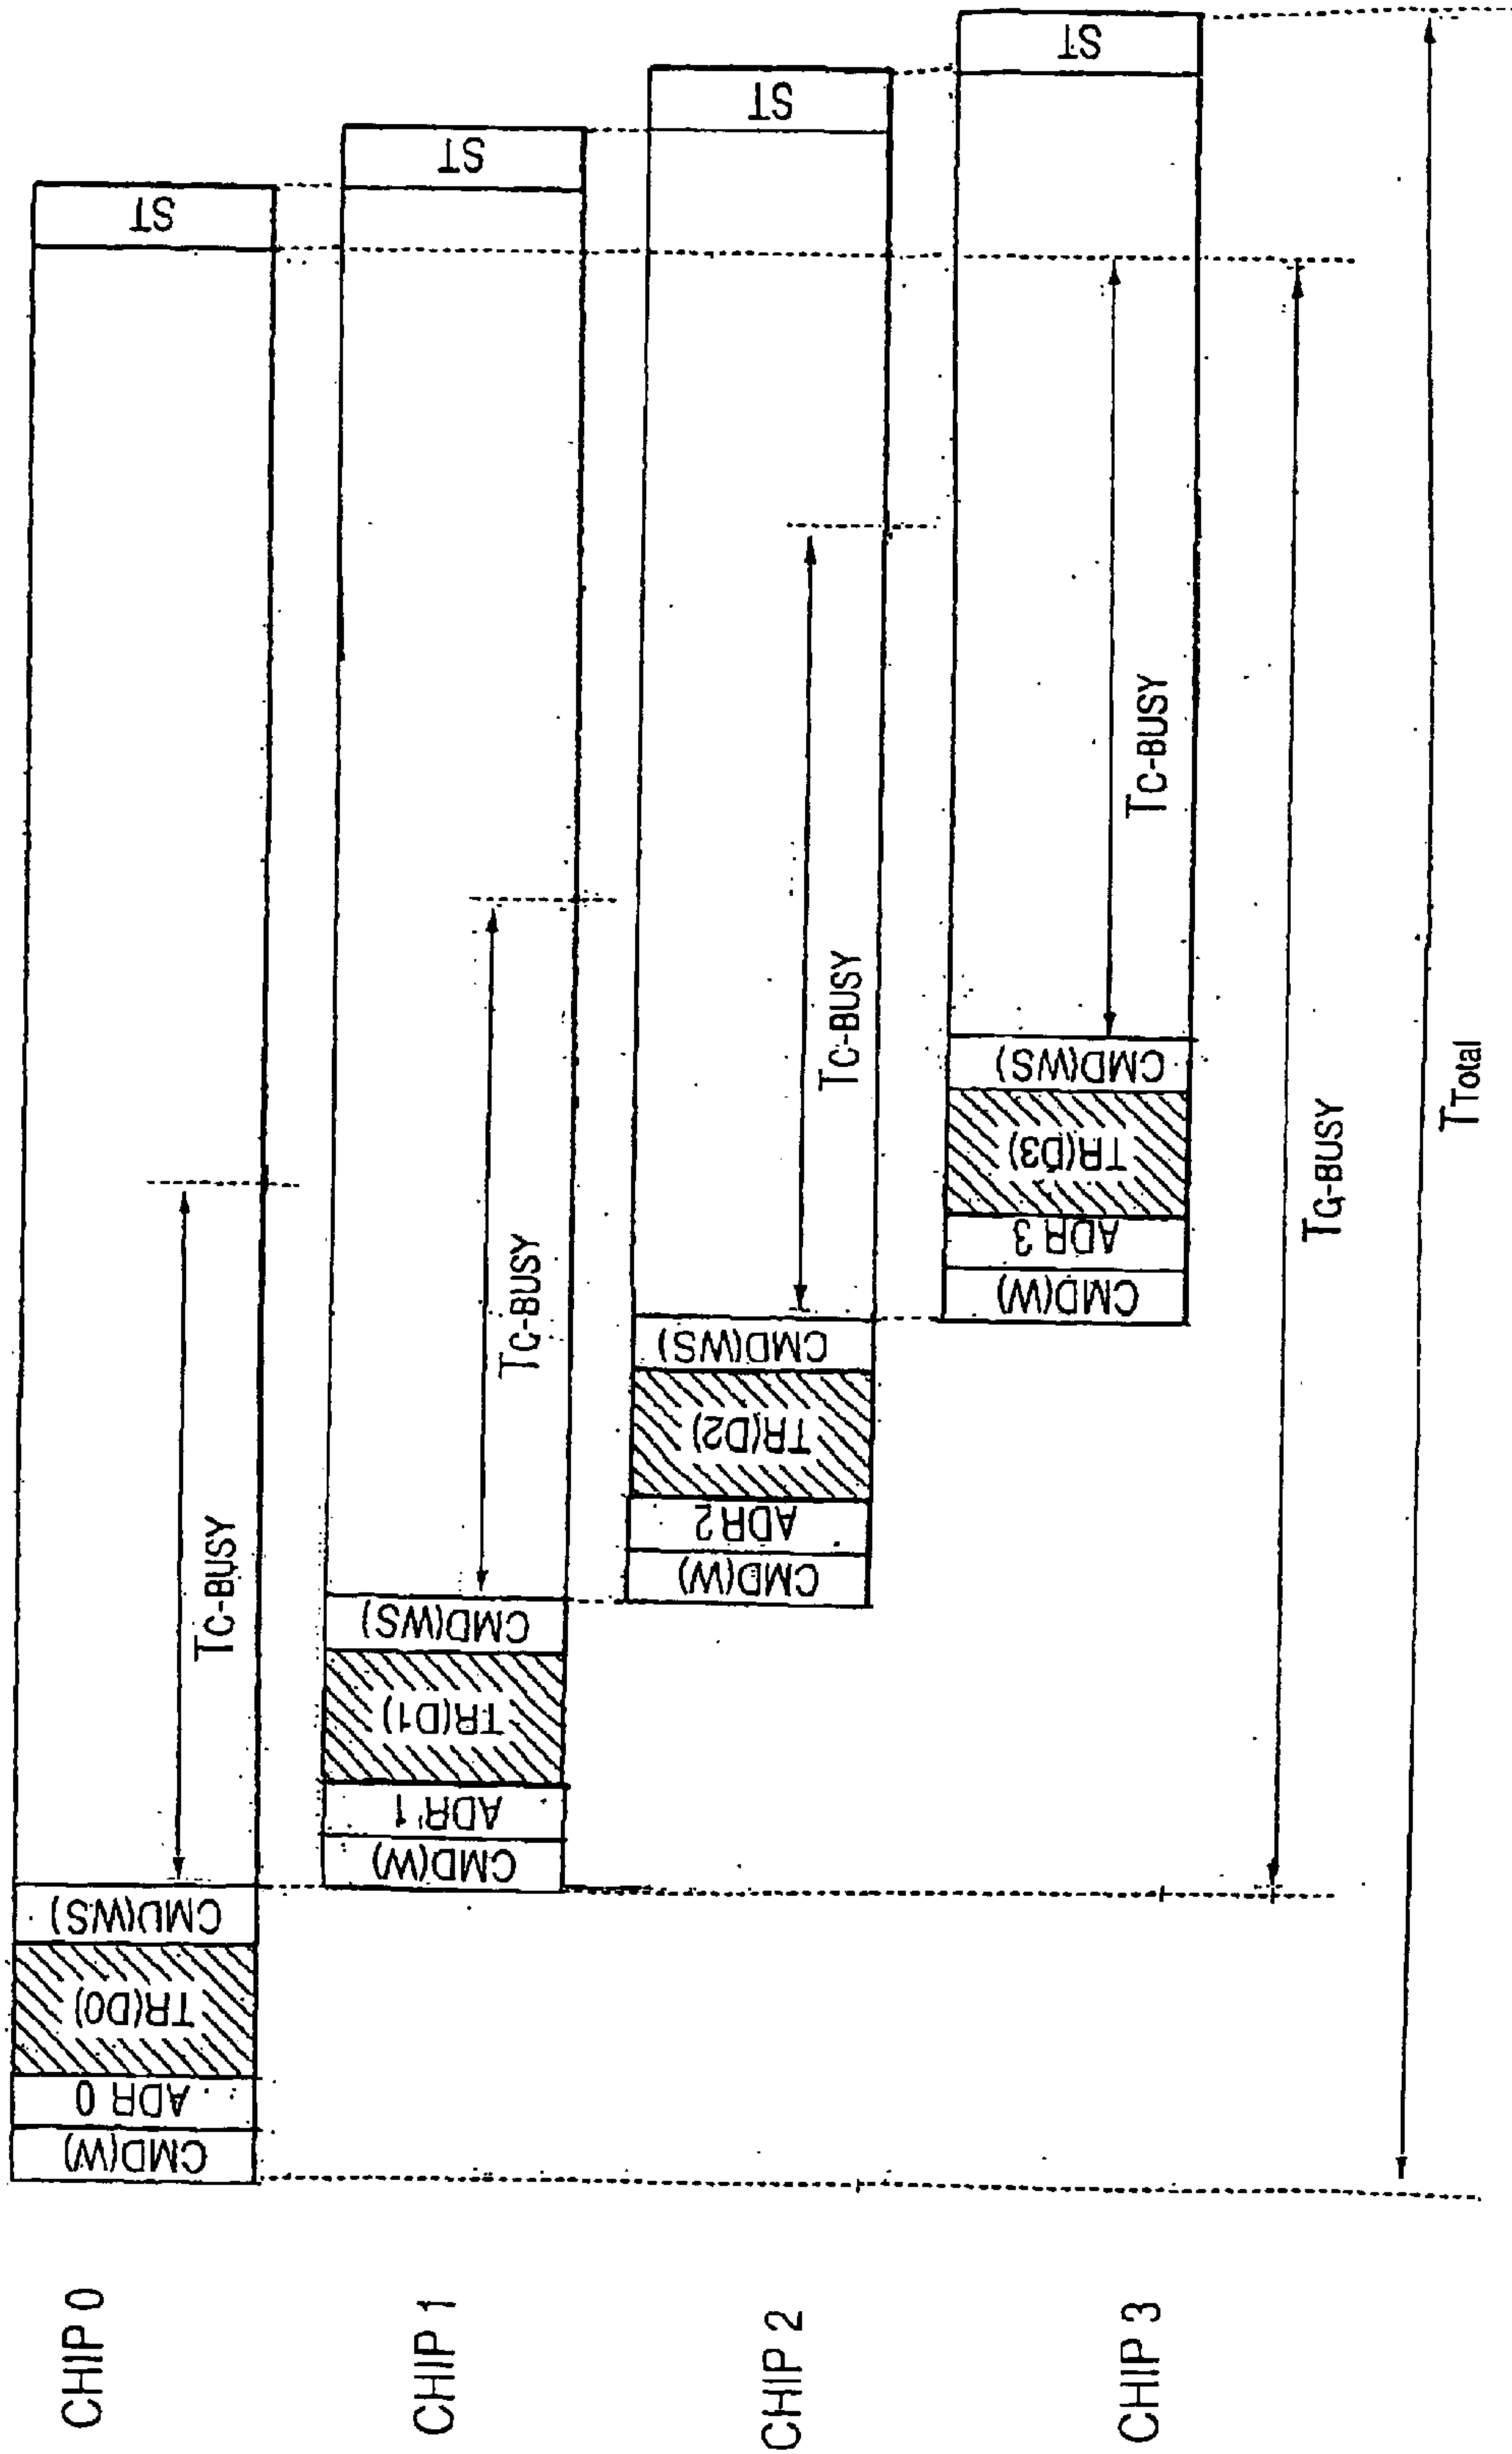 CHIP 0
CMD(W)
ADR 0
TR(D0)
CMD(WS)
TC-BUSY
ST
CHIP 1
CMD(W)
ADR 1
TR(D1)
CMD(WS)
TC-BUSY
ST
CHIP 2
CMD(W)
ADR2
TR(D2)
CMD(WS)
TC-BUSY
ST
CHIP 3
CMD(W)
ADR 3
TR(D3)
CMD(WS)
TC-BUSY
ST
TG-BUSY
TTotal